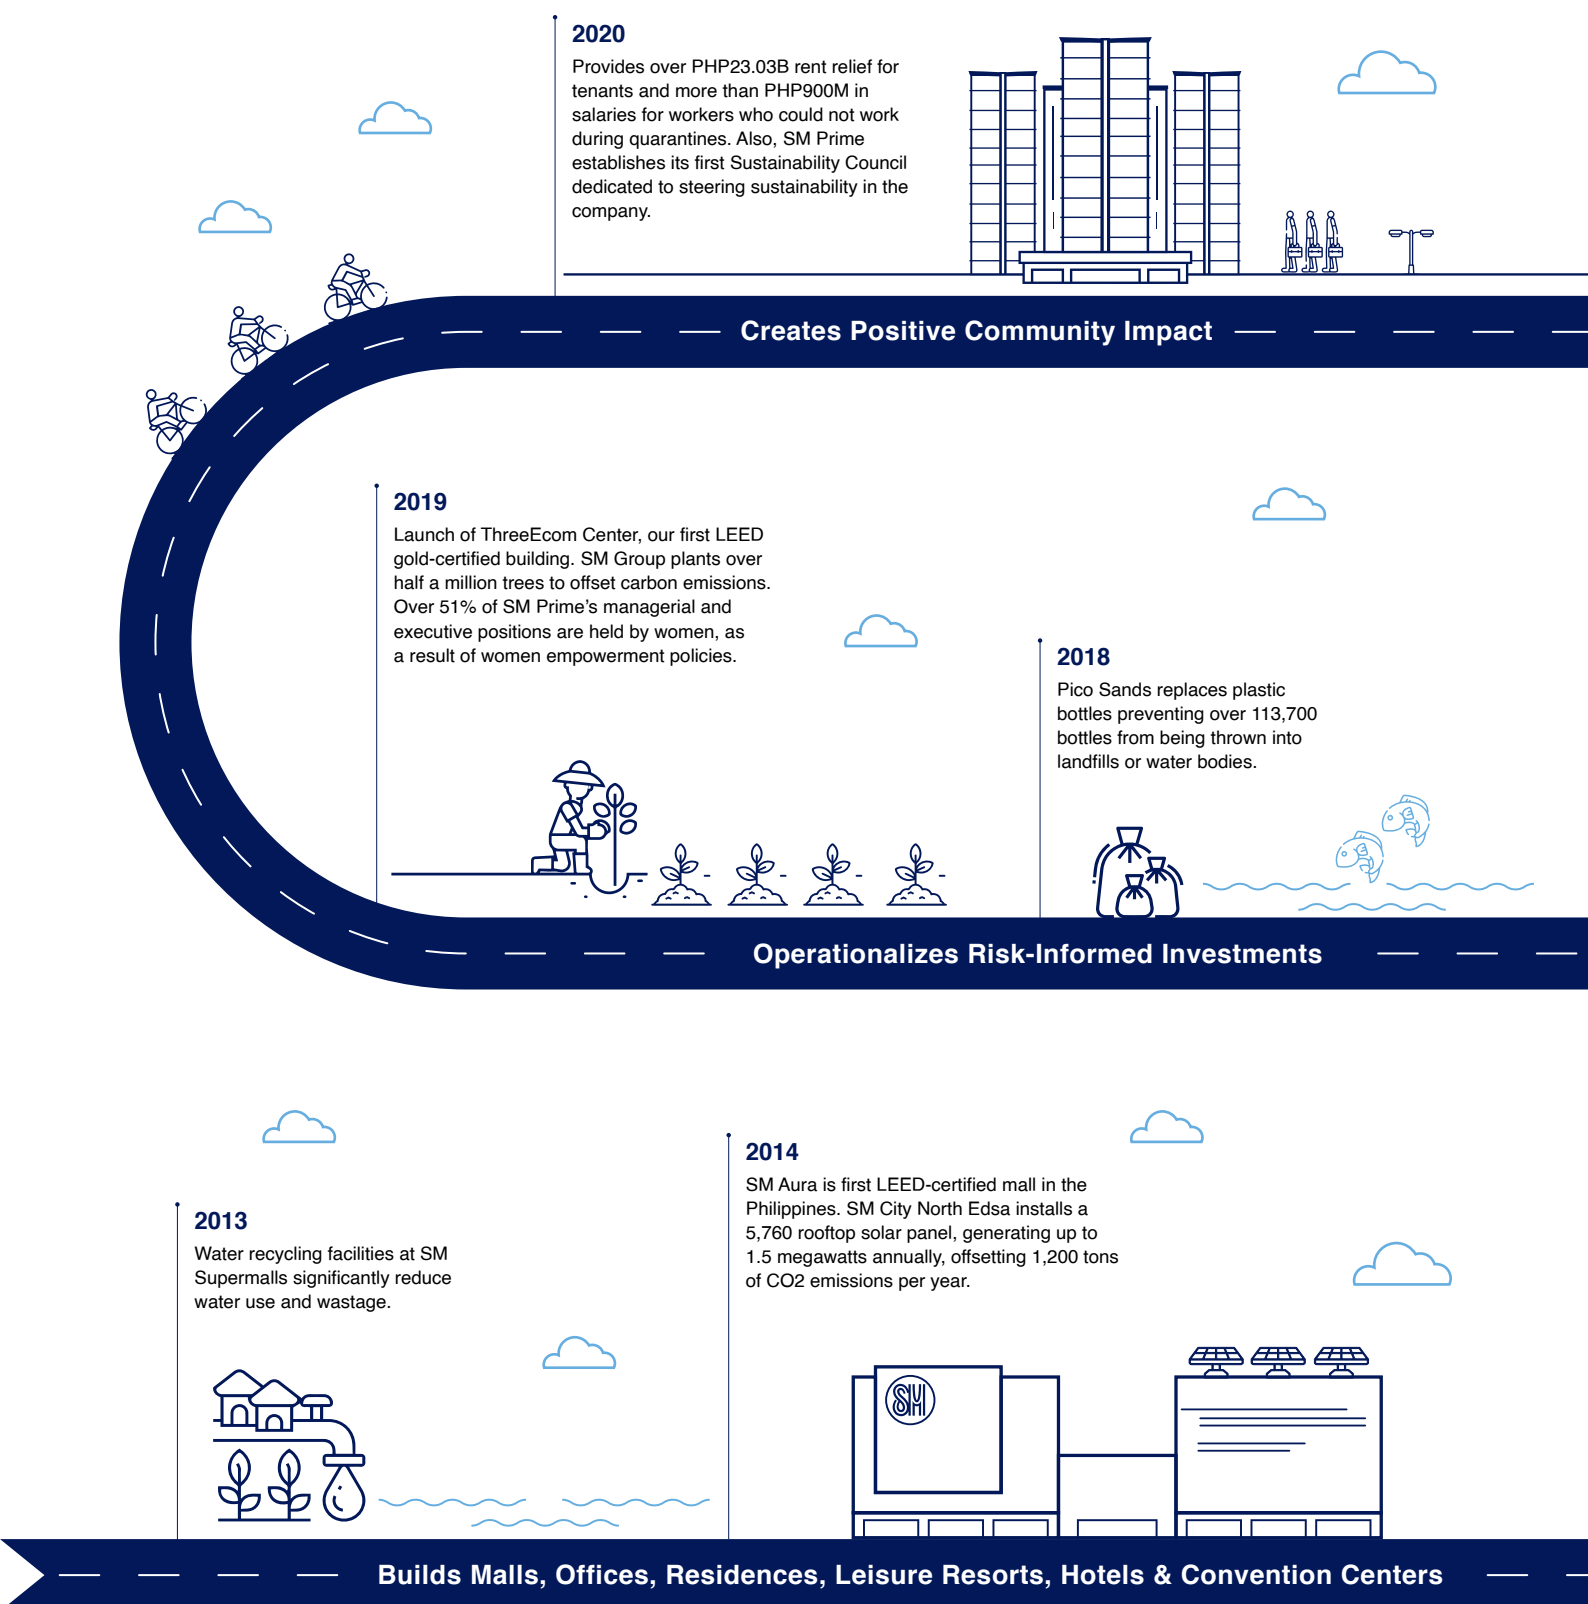 2020
Provides over PHP23.03B rent relief for
tenants and more than PHP900M in
salaries for workers who could not work
during quarantines. Also, SM Prime
establishes its first Sustainability Council
dedicated to steering sustainability in the
company.
Creates Positive Community Impact
2019
Launch of ThreeEcom Center, our first LEED
gold-certified building. SM Group plants over
half a million trees to offset carbon emissions.
Over 51% of SM Prime’s managerial and
executive positions are held by women, as
a result of women empowerment policies.
2018
Pico Sands replaces plastic
bottles preventing over 113,700
bottles from being thrown into
landfills or water bodies.
Operationalizes Risk-Informed Investments
2013
Water recycling facilities at SM
Supermalls significantly reduce
water use and wastage.
2014
SM Aura is first LEED-certified mall in the
Philippines. SM City North Edsa installs a
5,760 rooftop solar panel, generating up to
1.5 megawatts annually, offsetting 1,200 tons
of CO2 emissions per year.
SM
Builds Malls, Offices, Residences, Leisure Resorts, Hotels & Convention Centers